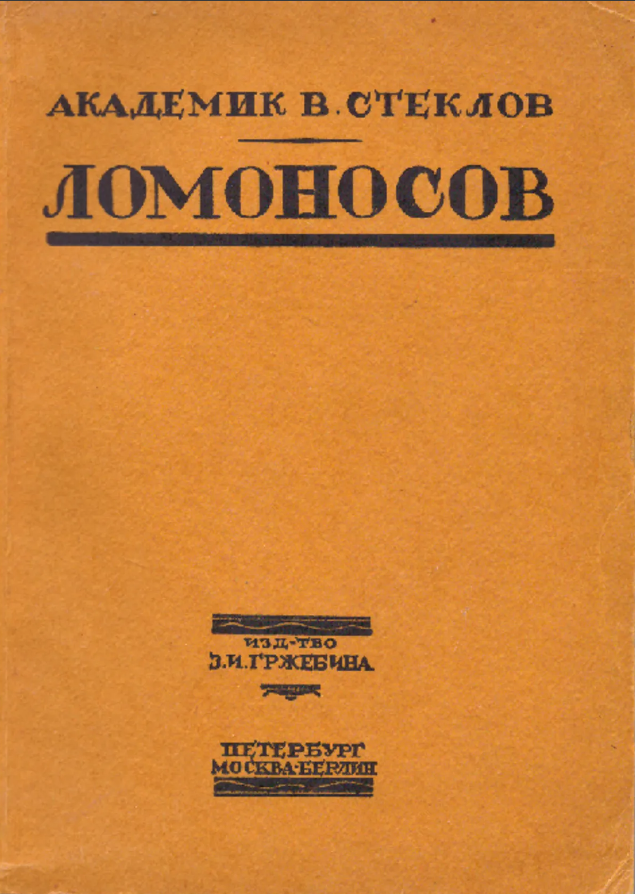 АКАДЕМИК В. СТЕКЛОВ
ЛОМОНОСОВ
ИЗД-ТВО
З.И.ГРЖЕБИНА
ПЕТЕРБУРГ
МОСКВА-БЕРЛИН